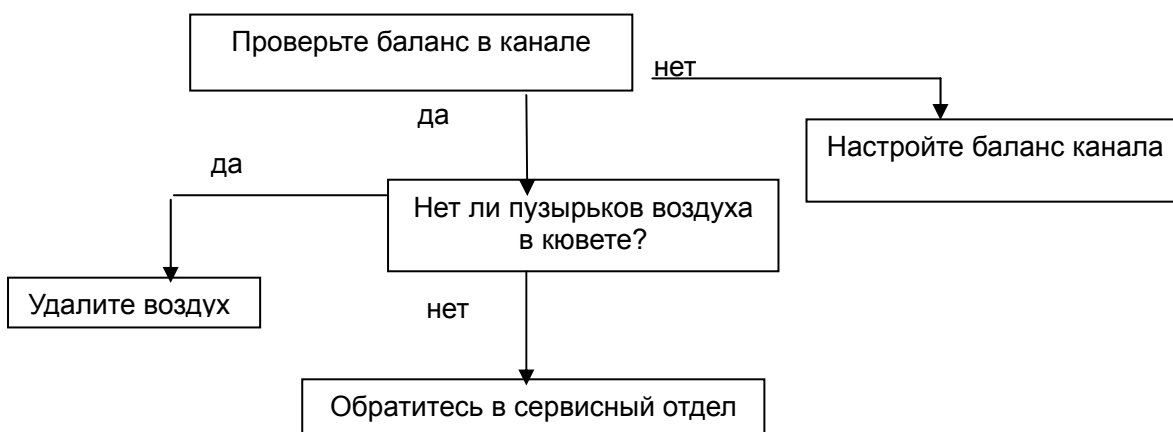 Проверьте баланс в канале
нет
да
Настройте баланс канала
да
Нет ли пузырьков воздуха
в кювете?
Удалите воздух
нет
Обратитесь в сервисный отдел